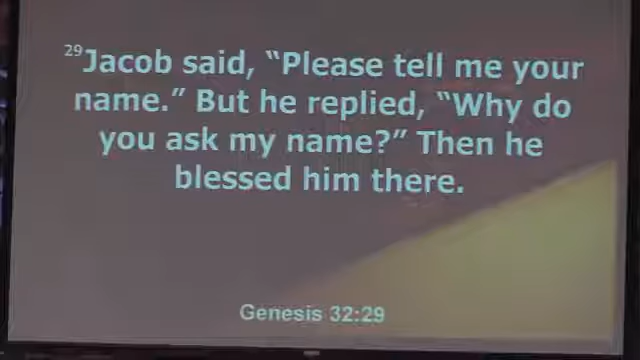 29Jacob said, “Please tell me your
name.” But he replied, “Why do
you ask my name?” Then he
blessed him there.
Genesis 32:29